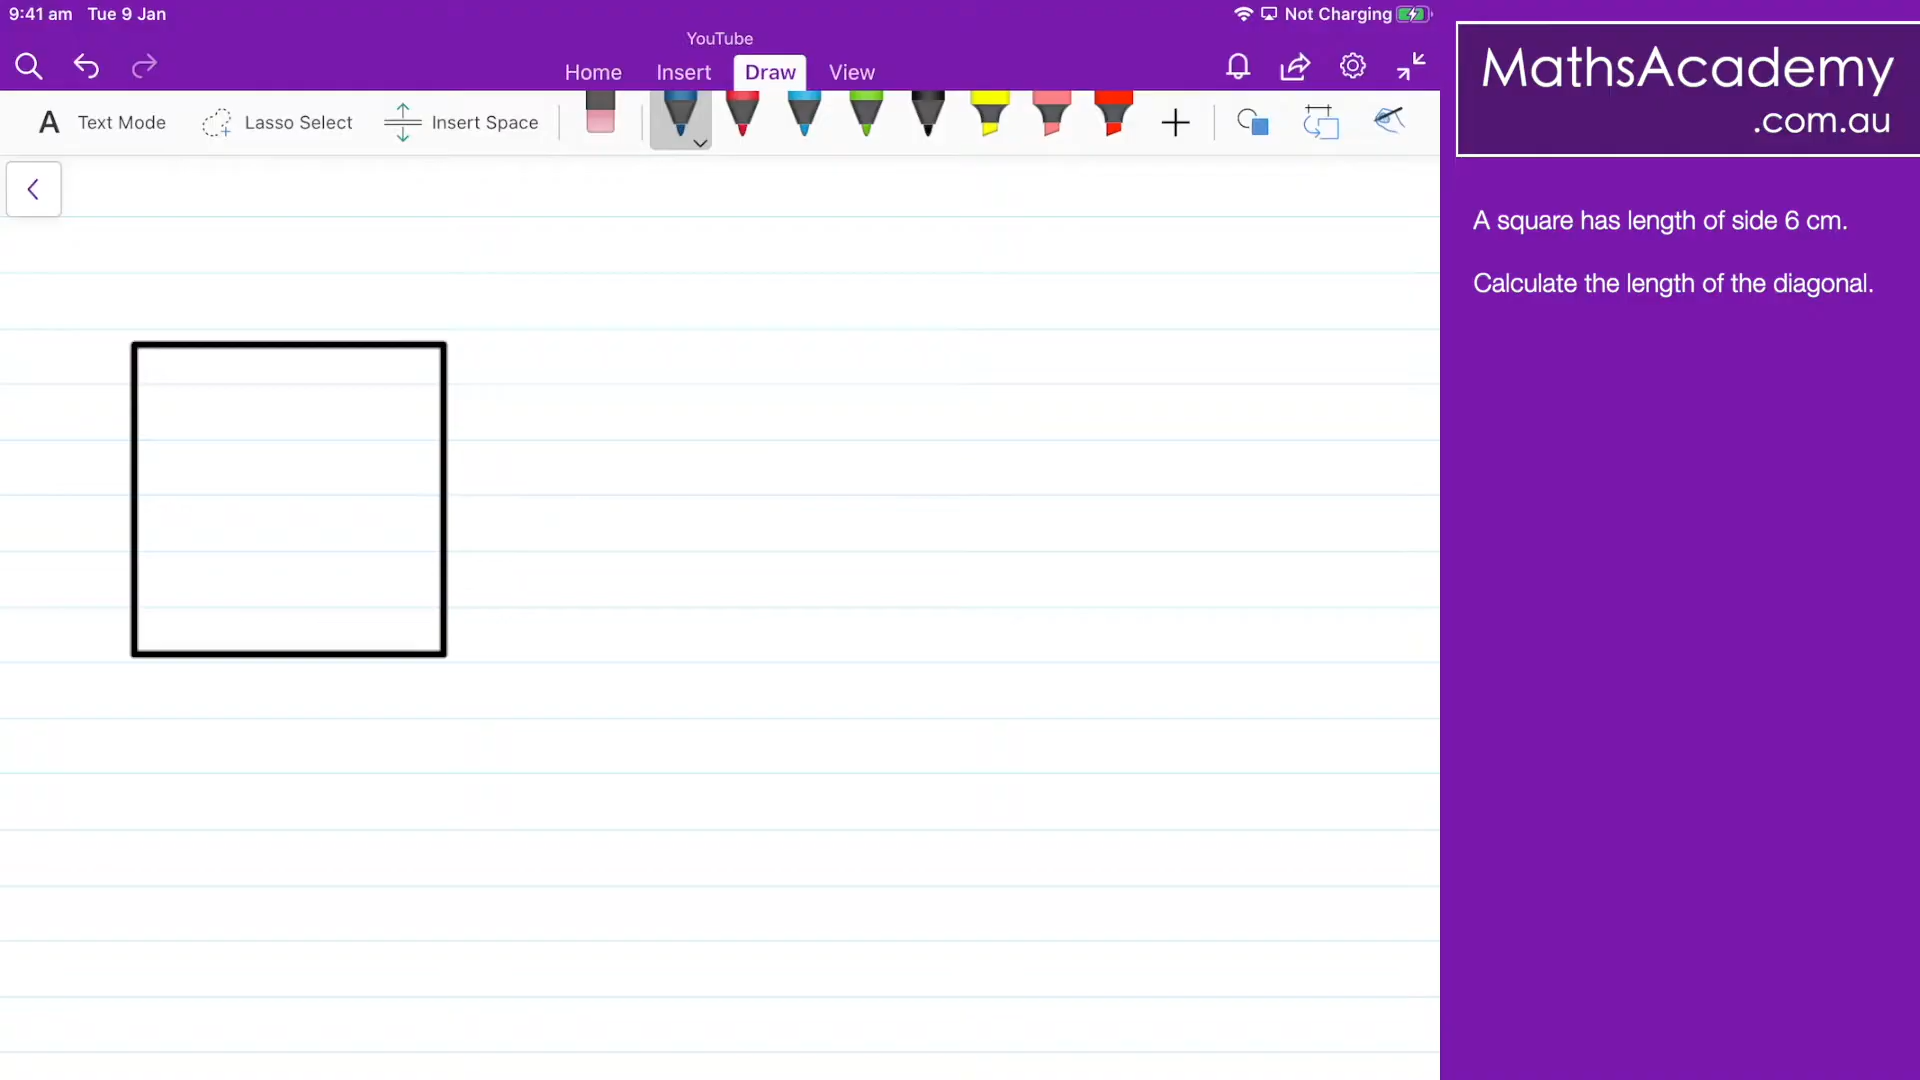 9:41 am Tue 9 Jan
Not Charging
YouTube
Home Insert Draw View
A Text Mode Lasso Select Insert Space
MathsAcademy
.com.au
A square has length of side 6 cm.
Calculate the length of the diagonal.